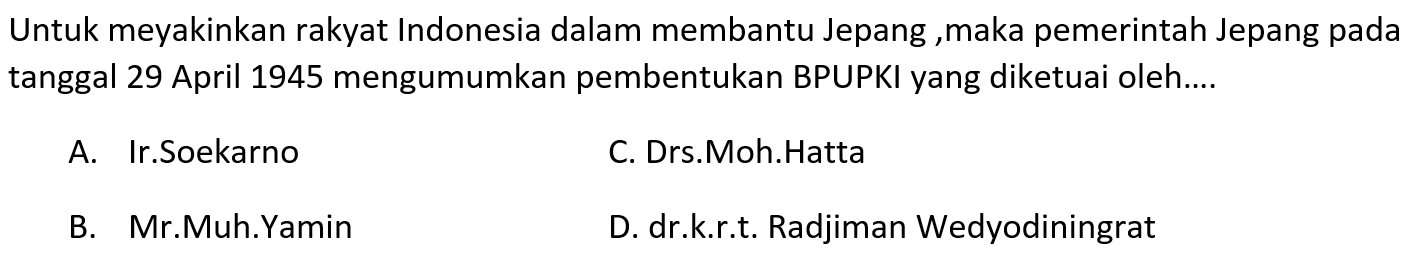 Untuk meyakinkan rakyat Indonesia dalam membantu Jepang ,maka pemerintah Jepang pada
tanggal 29 April 1945 mengumumkan pembentukan BPUPKI yang diketuai oleh....
A. Ir.Soekarno C. Drs.Moh.Hatta
B. Mr.Muh.Yamin D. dr.k.r.t. Radjiman Wedyodiningrat